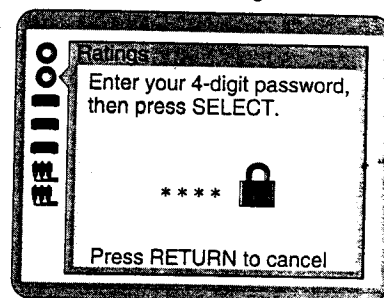 Ratings
Enter your 4-digit password,
then press SELECT.
* * * *
Press RETURN to cancel